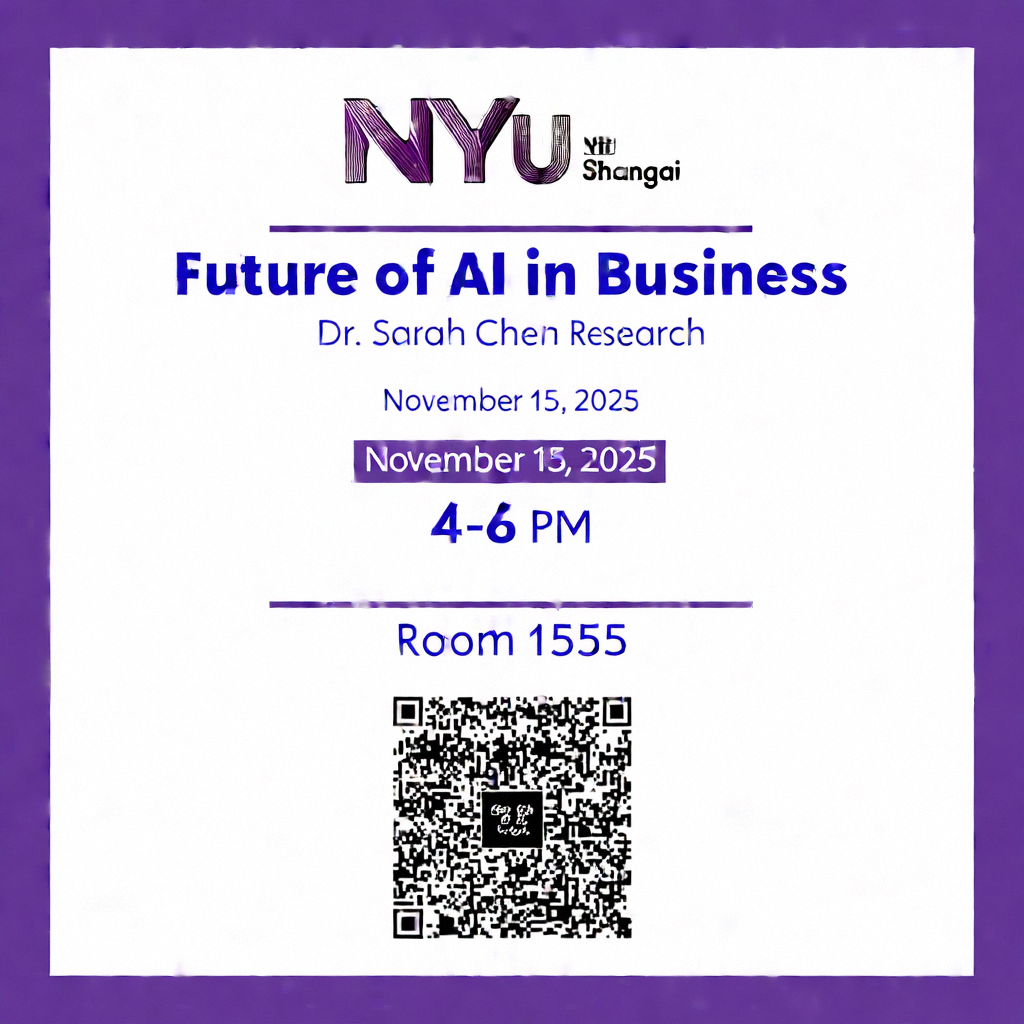 NYU
Shangai
Future of AI in Business
Dr. Sarah Chen Research
November 15, 2025
November 15, 2025
4-6 PM
Room 1555